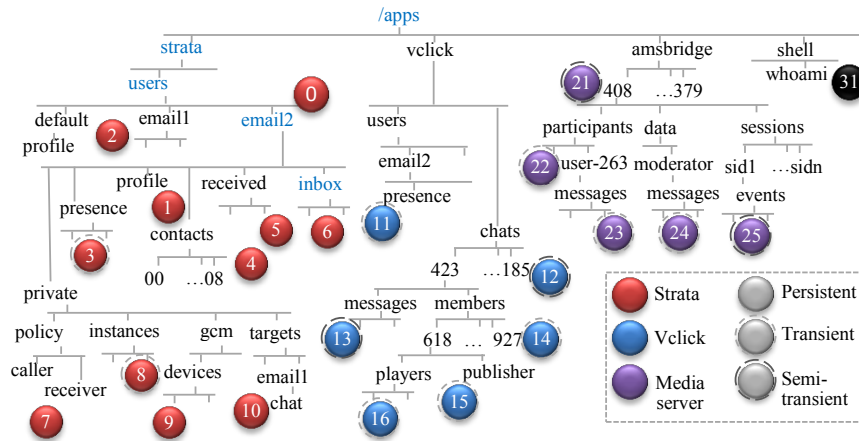 /apps
strata vclick amsbridge shell
users whoami
0 21 31
408 ...379
default email1 email2 users participants data sessions
profile 2 email2 22 user-263 moderator sid1 ...sidn
profile received inbox presence messages messages events
presence 1 11 23 24 25
3 contacts 5 6 chats
00 ...08 4 423 ...185 12
private messages members
policy instances gcm targets 13 618 ... 927 14
caller receiver 8 devices email1 players publisher
7 9 10 chat 16 15
Strata Persistent
Vclick Transient
Media Semi-
server transient